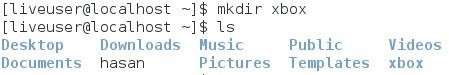 [liveuser@localhost ~]$ mkdir xbox
[liveuser@localhost ~]$ ls
Desktop    Downloads  Music     Public     Videos
Documents  hasan      Pictures  Templates  xbox